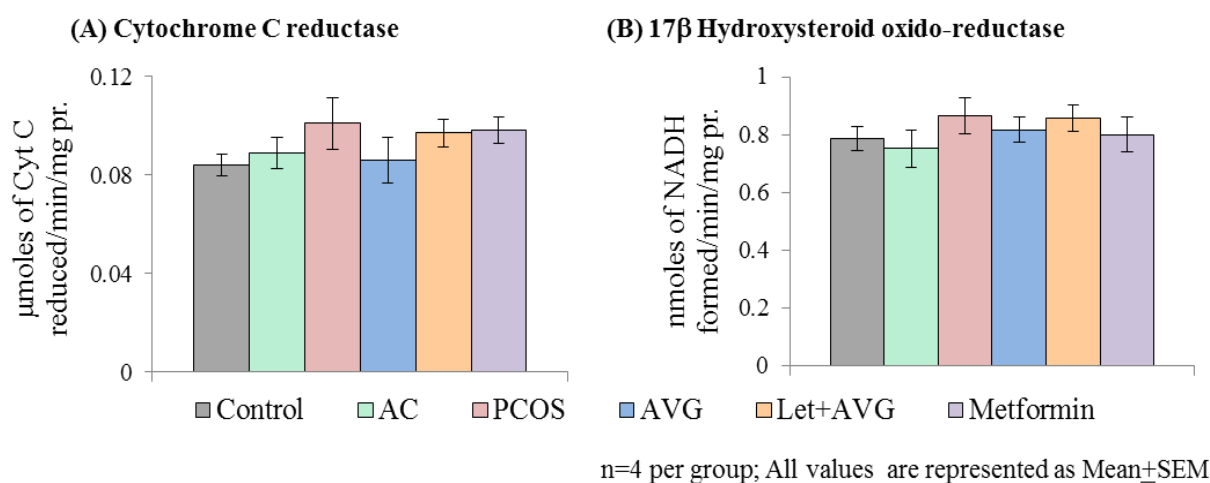 (A) Cytochrome C reductase
(B) 17β Hydroxysteroid oxido-reductase
µmoles of Cyt C
reduced/min/mg pr.
0.12
0.08
0.04
0
nmoles of NADH
formed/min/mg pr.
1
0.8
0.6
0.4
0.2
0
Control AC PCOS AVG Let+AVG Metformin
n=4 per group; All values are represented as Mean±SEM